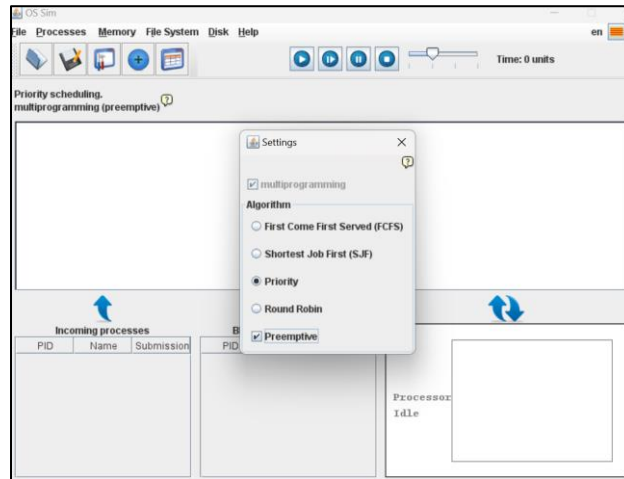 OS Sim
File Processes Memory File System Disk Help
en
Time: 0 units
Priority scheduling.
multiprogramming (preemptive)
Settings
multiprogramming
Algorithm
First Come First Served (FCFS)
Shortest Job First (SJF)
Priority
Round Robin
Preemptive
Incoming processes
B
PID Name Submission
PID
Processor
Idle